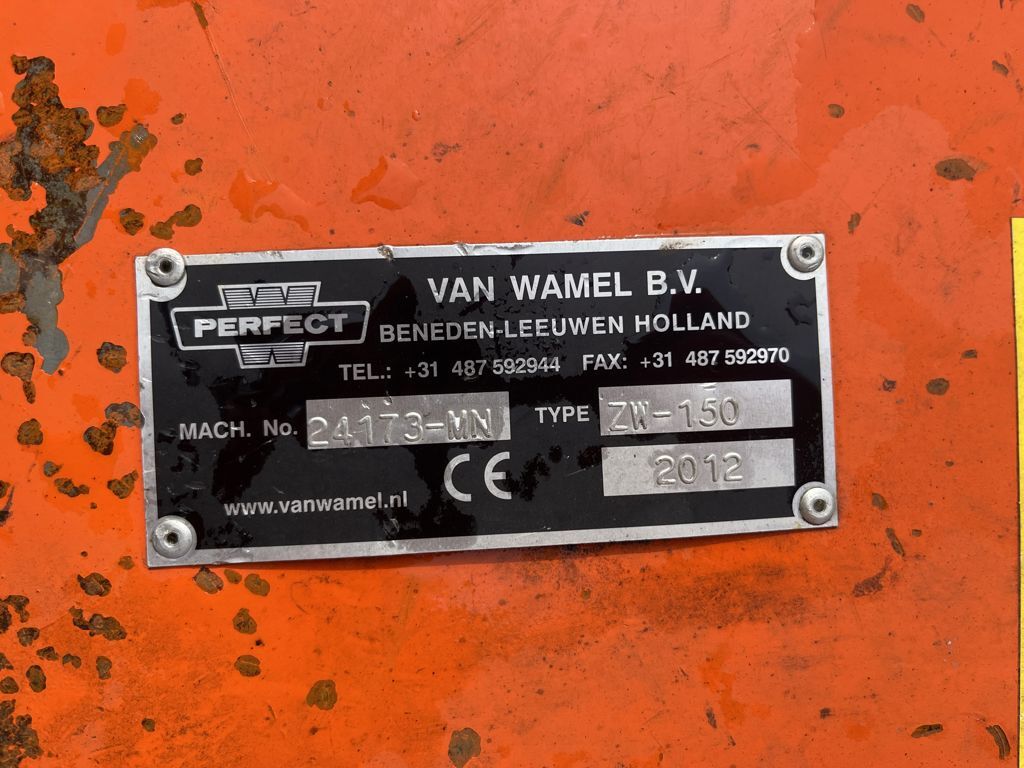 VAN WAMEL B.V.
W
PERFECT
W
BENEDEN-LEEUWEN HOLLAND
TEL.: +31 487 592944 FAX: +31 487 592970
MACH. No. 24173-MN TYPE ZW-150
CE 2012
www.vanwamel.nl